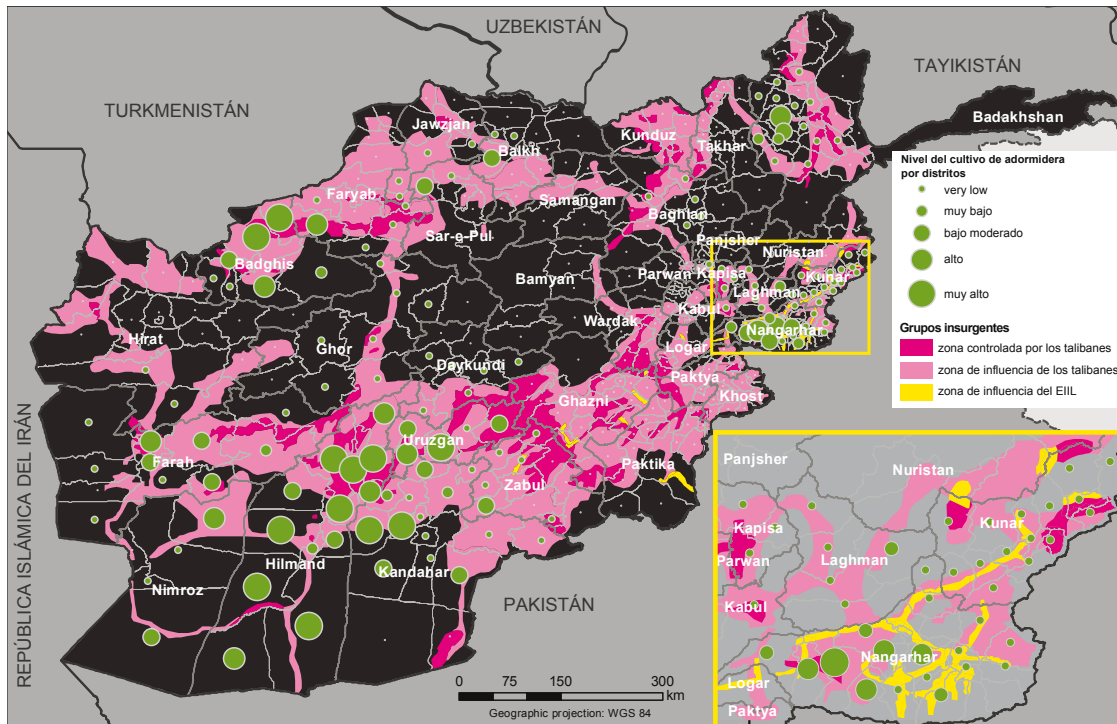 UZBEKISTÁN
TAYIKISTÁN
TURKMENISTÁN
Badakhshan
Jawzjan
Kunduz
Takhar
Balkh
Nivel del cultivo de adormidera
por distritos
very low
muy bajo
bajo moderado
alto
muy alto
Faryab
Samangan
Baghlan
Sar-e-Pul
Panjsher
Nuristan
Badghis
Bamyan
Parwan
Kapisa
Kunar
Laghman
Kabul
Wardak
Nangarhar
Hirat
Ghor
Logar
Daykundi
Paktya
Ghazni
Khost
Grupos insurgentes
zona controlada por los talibanes
zona de influencia de los talibanes
zona de influencia del EIIL
Uruzgan
Farah
Zabul
Paktika
Hilmand
Kandahar
Nimroz
PAKISTÁN
REPÚBLICA ISLÁMICA DEL IRÁN
0 75 150 300
km
Geographic projection: WGS 84
Panjsher
Nuristan
Kapisa
Kunar
Parwan
Laghman
Kabul
Nangarhar
Logar
Paktya